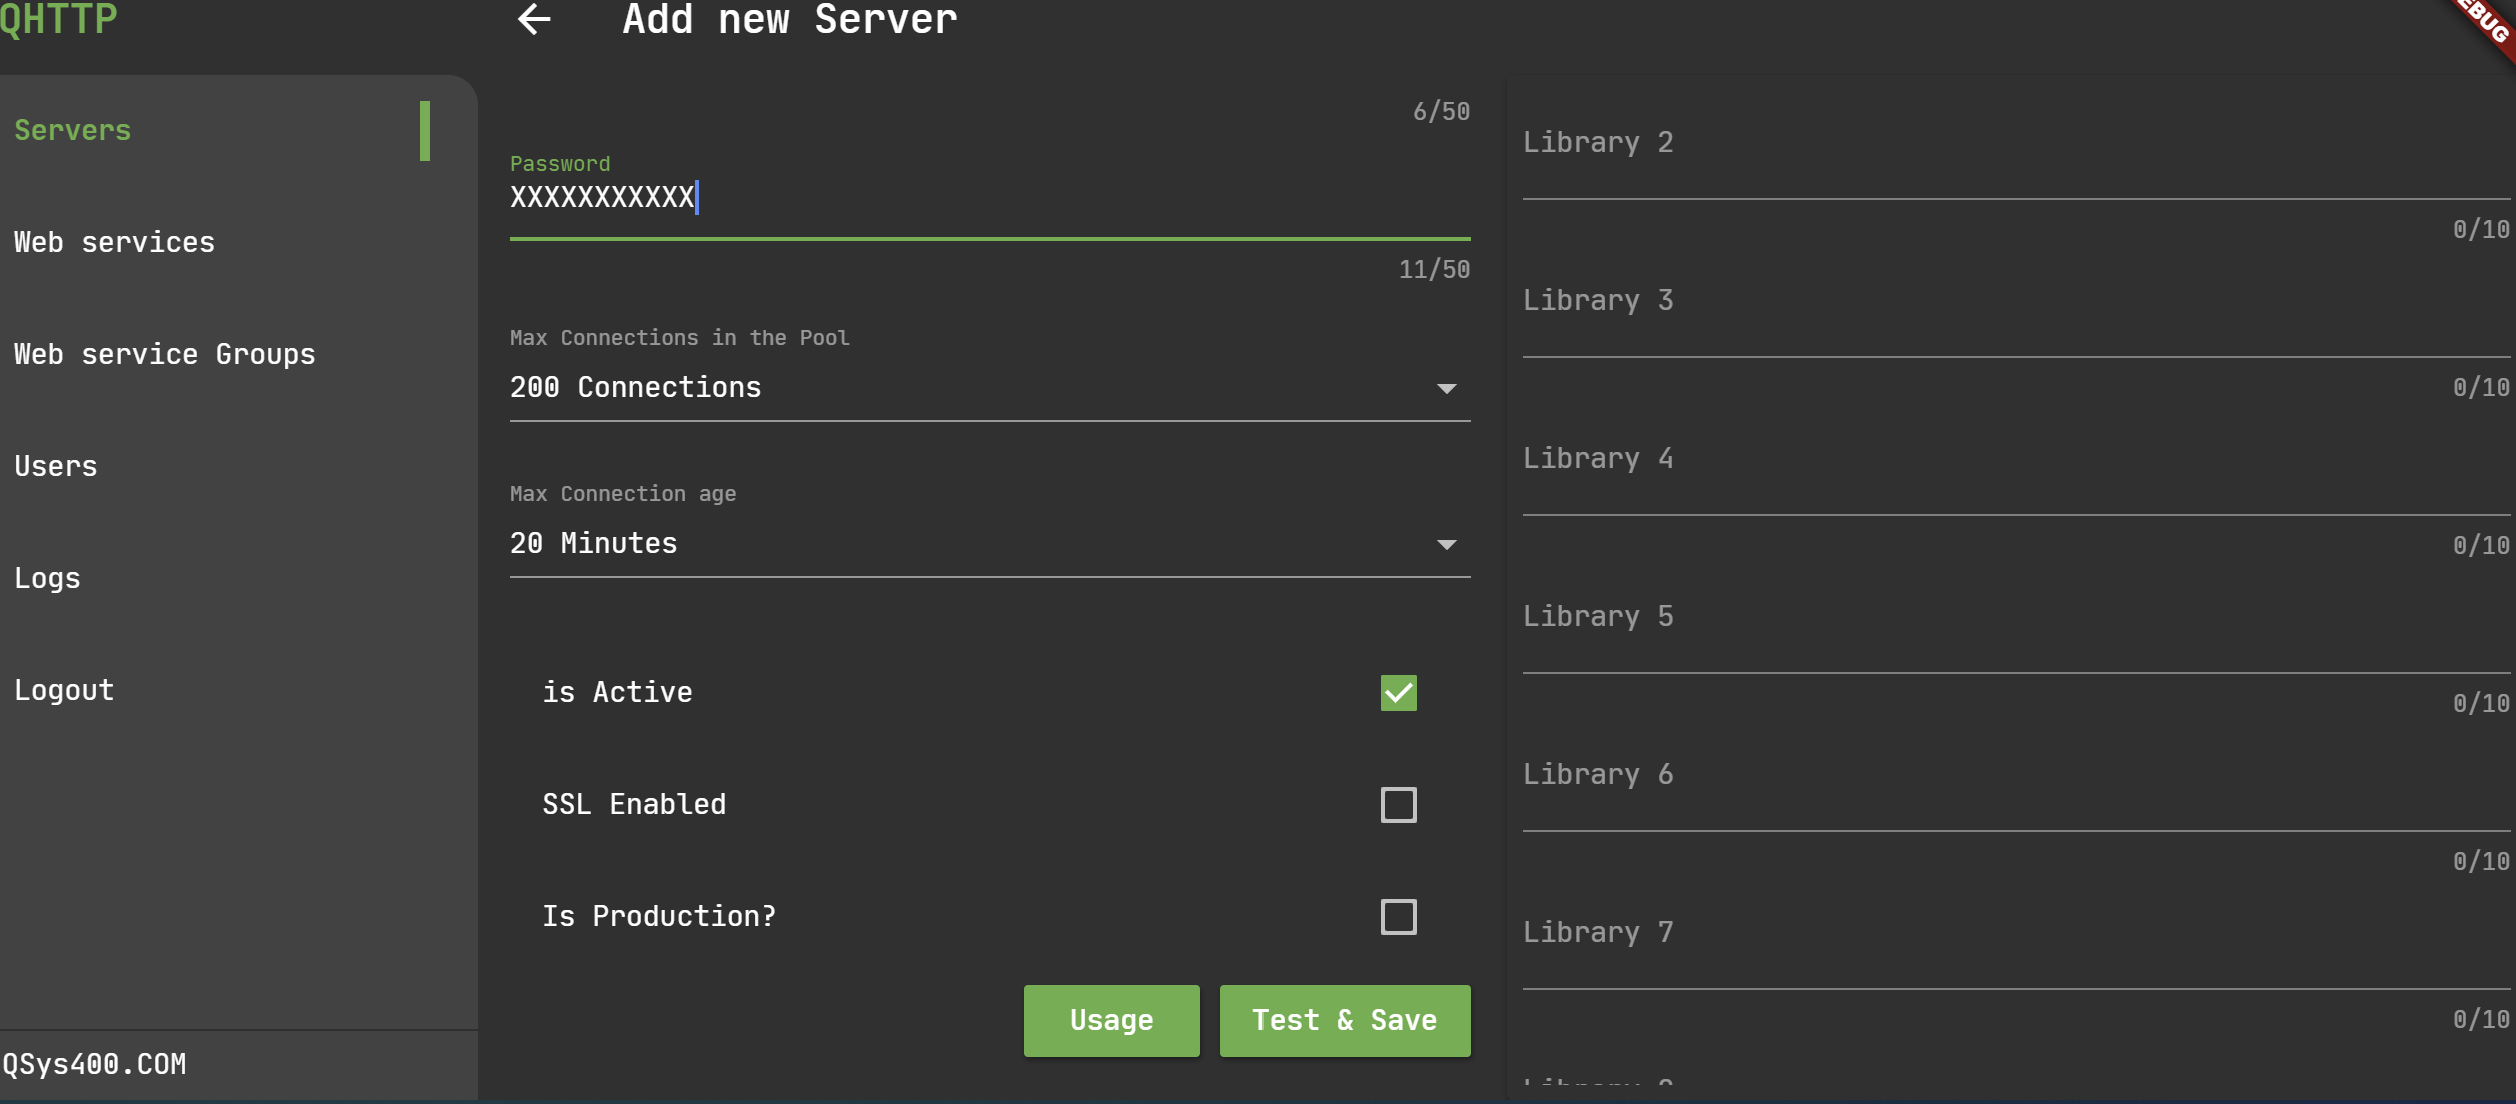 QHTTP
Add new Server
Servers
Web services
Web service Groups
Users
Logs
Logout
QSys400.COM
6/50
Password
XXXXXXXXXXX
11/50
Max Connections in the Pool
200 Connections
Max Connection age
20 Minutes
is Active
SSL Enabled
Is Production?
Usage
Test & Save
Library 2
0/10
Library 3
0/10
Library 4
0/10
Library 5
0/10
Library 6
0/10
Library 7
0/10